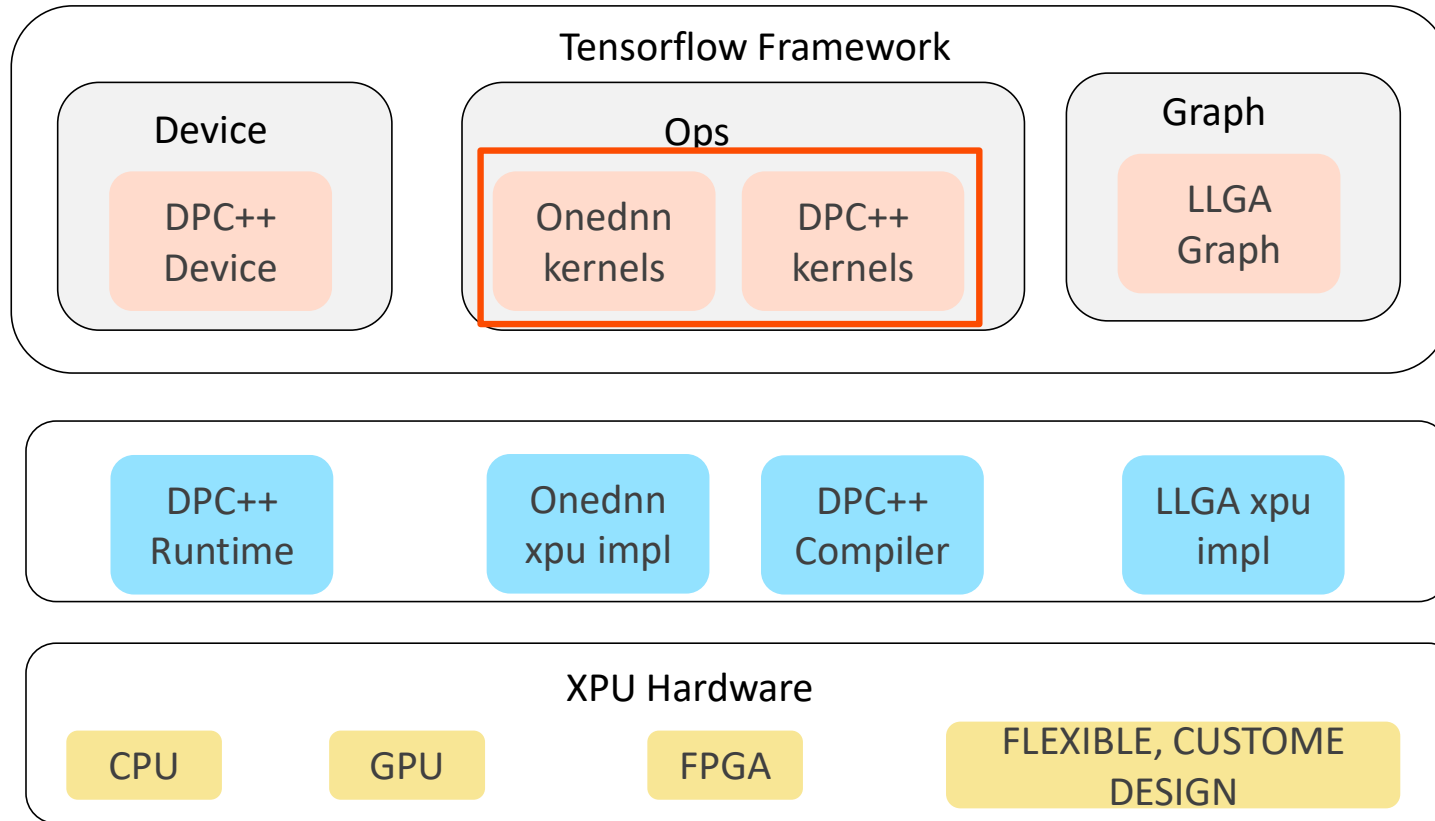 Tensorflow Framework
Device
DPC++
Device
Ops
Onednn
kernels
DPC++
kernels
Graph
LLGA
Graph
DPC++
Runtime
Onednn
xpu impl
DPC++
Compiler
LLGA xpu
impl
XPU Hardware
CPU
GPU
FPGA
FLEXIBLE, CUSTOME
DESIGN